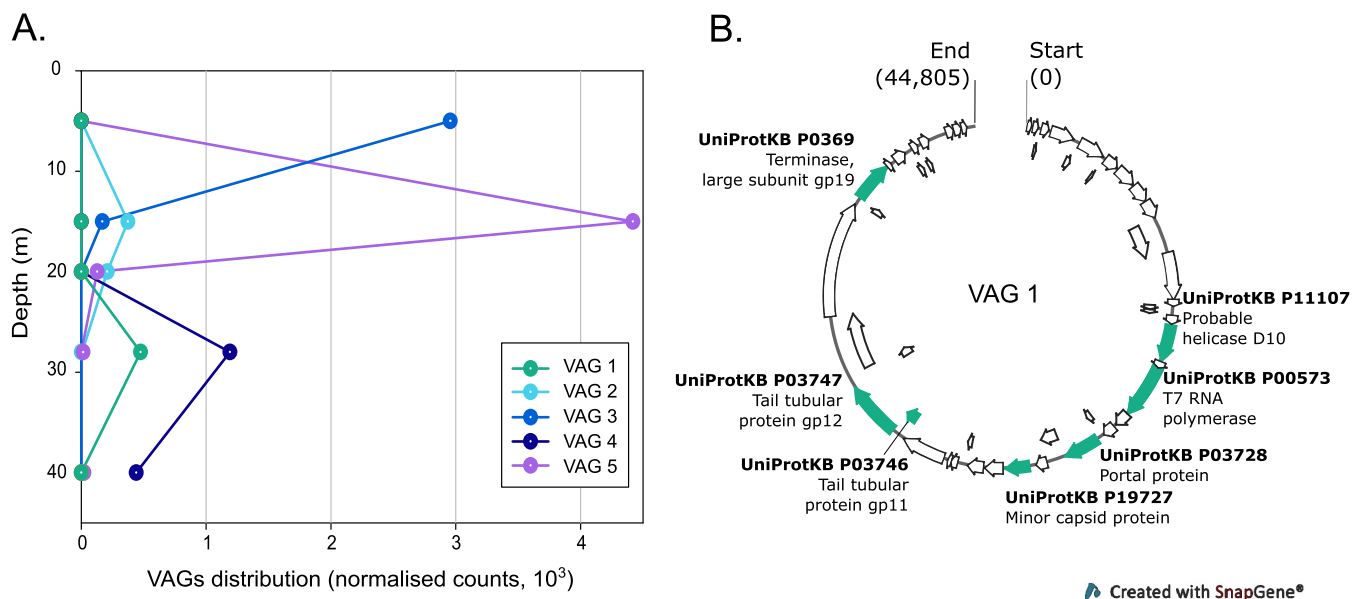 A.
0
10
20
30
40
Depth (m)
0
1
2
3
4
VAGs distribution (normalised counts, 10³)
VAG 1
VAG 2
VAG 3
VAG 4
VAG 5
B.
End
(44,805)
Start
(0)
UniProtKB P0369
Terminase,
large subunit gp19
VAG 1
UniProtKB P11107
Probable
helicase D10
UniProtKB P00573
T7 RNA
polymerase
UniProtKB P03728
Portal protein
UniProtKB P19727
Minor capsid protein
UniProtKB P03747
Tail tubular
protein gp12
UniProtKB P03746
Tail tubular
protein gp11
Created with SnapGene®